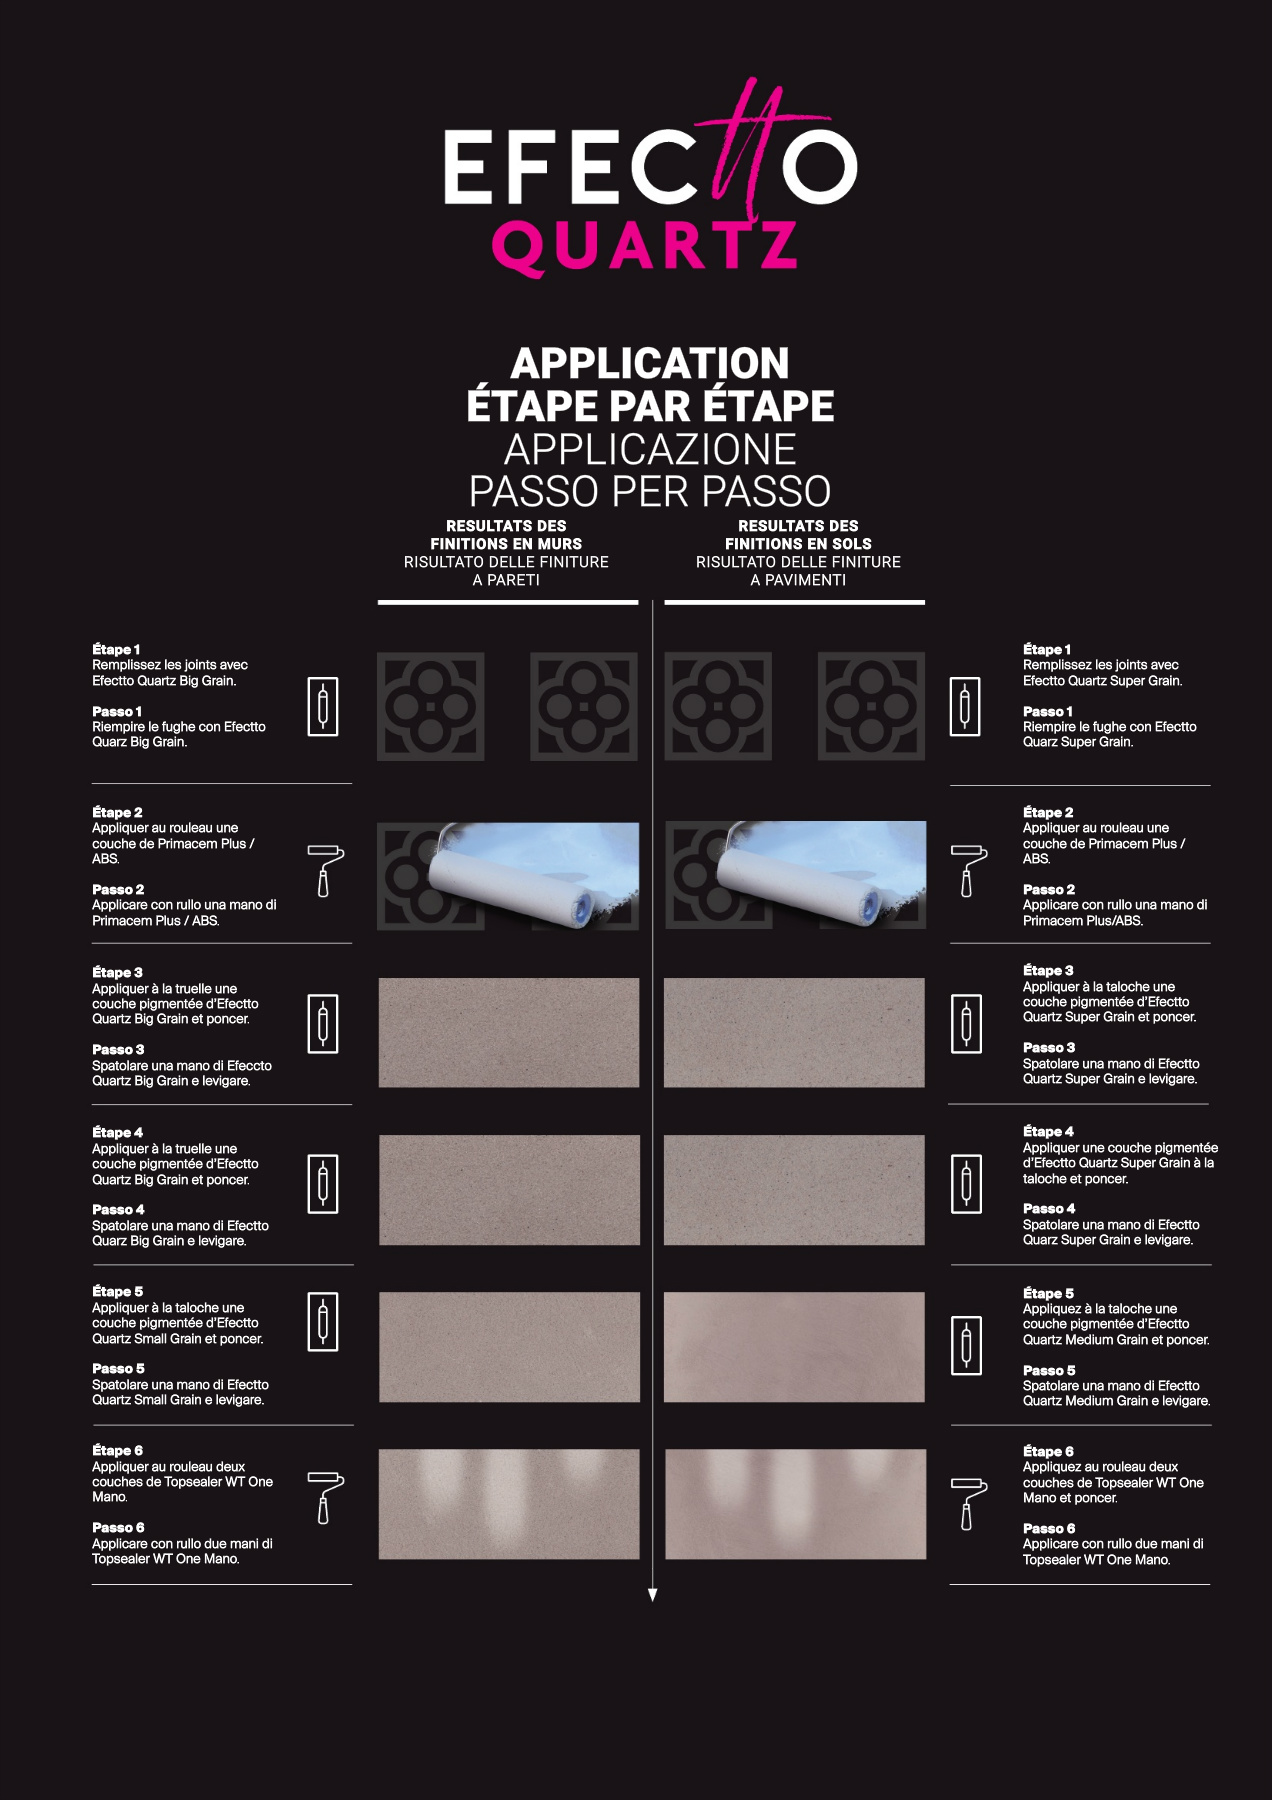 EFECttO
QUARTZ
APPLICATION
ÉTAPE PAR ÉTAPE
APPLICAZIONE
PASSO PER PASSO
RESULTATS DES
FINITIONS EN MURS
RISULTATO DELLE FINITURE
A PARETI
RESULTATS DES
FINITIONS EN SOLS
RISULTATO DELLE FINITURE
A PAVIMENTI
Étape 1
Remplissez les joints avec
Efectto Quartz Big Grain.
Passo 1
Riempire le fughe con Efectto
Quarz Big Grain.
Étape 2
Appliquer au rouleau une
couche de Primacem Plus /
ABS.
Passo 2
Applicare con rullo una mano di
Primacem Plus / ABS.
Étape 3
Appliquer à la truelle une
couche pigmentée d'Efectto
Quartz Big Grain et poncer.
Passo 3
Spatolare una mano di Efeccto
Quartz Big Grain e levigare.
Étape 4
Appliquer à la truelle une
couche pigmentée d'Efectto
Quartz Big Grain et poncer.
Passo 4
Spatolare una mano di Efectto
Quarz Big Grain e levigare.
Étape 5
Appliquer à la taloche une
couche pigmentée d'Efectto
Quartz Small Grain et poncer.
Passo 5
Spatolare una mano di Efectto
Quartz Small Grain e levigare.
Étape 6
Appliquer au rouleau deux
couches de Topsealer WT One
Mano.
Passo 6
Applicare con rullo due mani di
Topsealer WT One Mano.
Étape 1
Remplissez les joints avec
Efectto Quartz Super Grain.
Passo 1
Riempire le fughe con Efectto
Quarz Super Grain.
Étape 2
Appliquer au rouleau une
couche de Primacem Plus /
ABS.
Passo 2
Applicare con rullo una mano di
Primacem Plus/ABS.
Étape 3
Appliquer à la taloche une
couche pigmentée d'Efectto
Quartz Super Grain et poncer.
Passo 3
Spatolare una mano di Efectto
Quartz Super Grain e levigare.
Étape 4
Appliquer une couche pigmentée
d'Efectto Quartz Super Grain à la
taloche et poncer.
Passo 4
Spatolare una mano di Efectto
Quarz Super Grain e levigare.
Étape 5
Appliquez à la taloche une
couche pigmentée d'Efectto
Quartz Medium Grain et poncer.
Passo 5
Spatolare una mano di Efectto
Quartz Medium Grain e levigare.
Étape 6
Appliquez au rouleau deux
couches de Topsealer WT One
Mano et poncer.
Passo 6
Applicare con rullo due mani di
Topsealer WT One Mano.